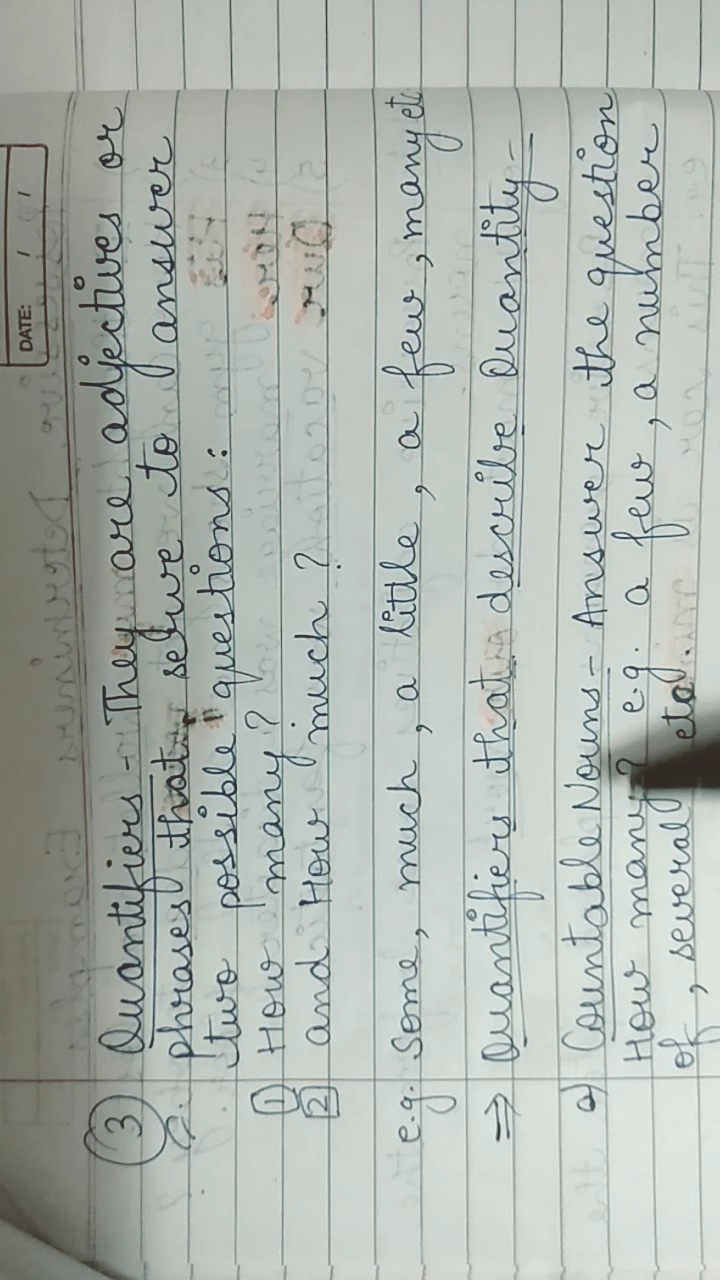 DATE: / /
③ Quantifiers - They are adjectives or
phrases that serve to answer
two possible questions:
[1] How many?
[2] and How much?
e.g. Some, much, a little, a few, many etc
⇒ Quantifiers that describe Quantity-
a) Countable Nouns - Answer the question
How many? e.g. a few, a number
of, several etc.